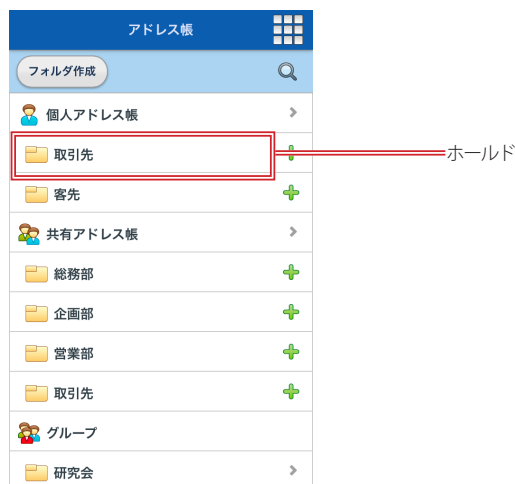 アドレス帳
フォルダ作成
個人アドレス帳
取引先
ホールド
客先
共有アドレス帳
総務部
企画部
営業部
取引先
グループ
研究会